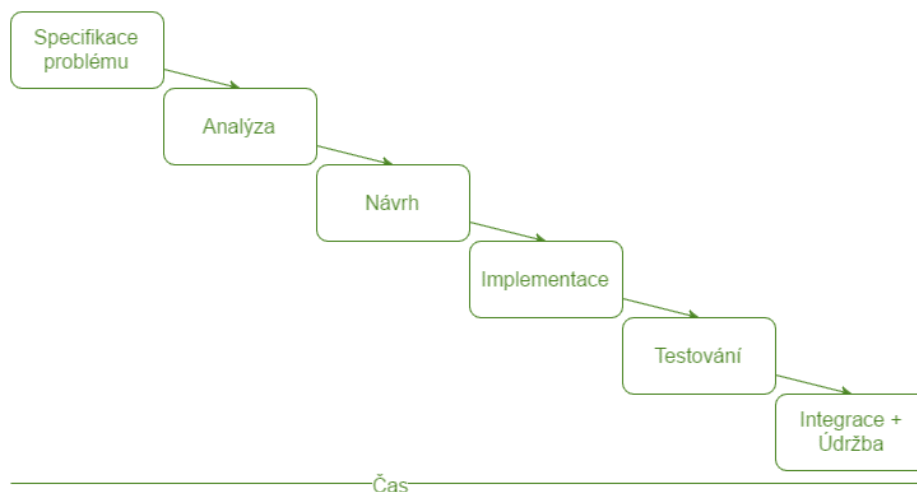 Specifikace
problému
Analýza
Návrh
Implementace
Testování
Integrace +
Údržba
Čas